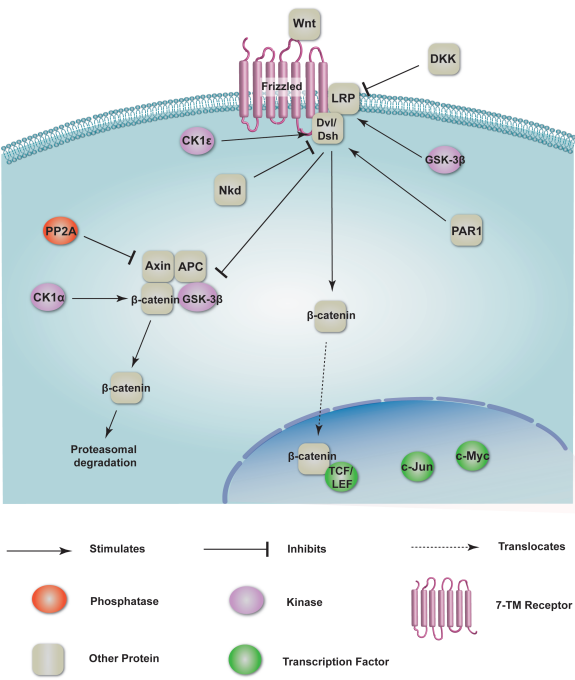 Wnt
DKK
Frizzled
LRP
Dvl/
Dsh
CK1ε
GSK-3β
Nkd
PAR1
PP2A
Axin
APC
CK1α
β-catenin
GSK-3β
β-catenin
β-catenin
Proteasomal
degradation
β-catenin
TCF/
LEF
c-Jun
c-Myc
Stimulates
Inhibits
Translocates
Phosphatase
Kinase
7-TM Receptor
Other Protein
Transcription Factor